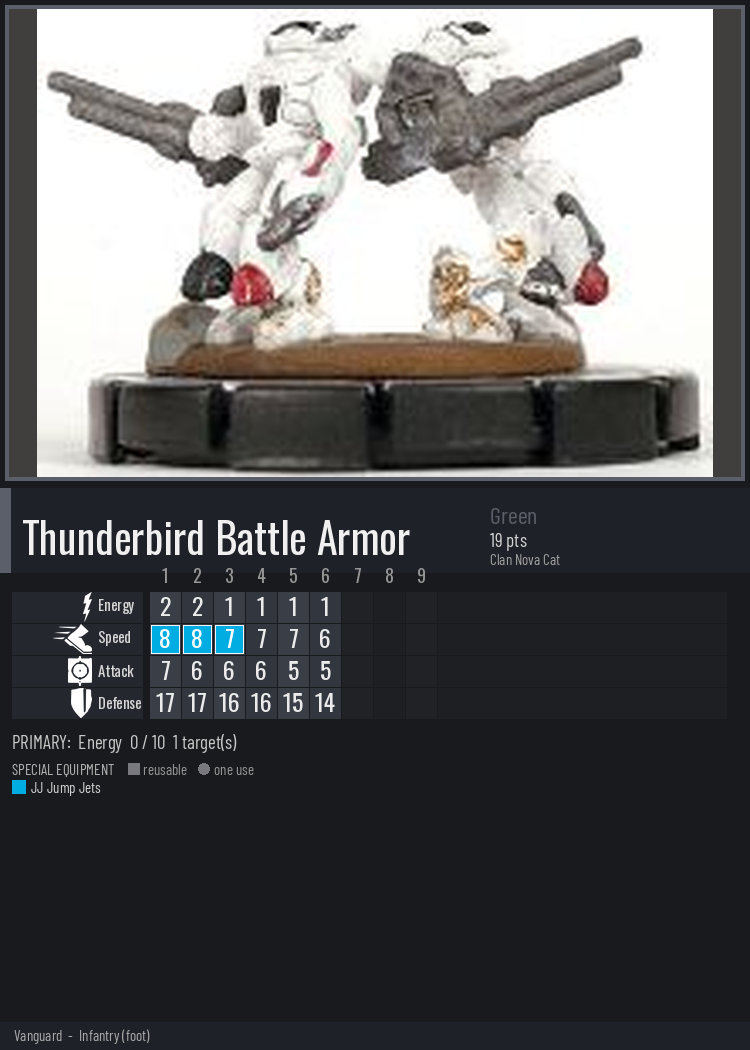 Thunderbird Battle Armor
Green
19 pts
Clan Nova Cat
1 2 3 4 5 6 7 8 9
Energy 2 2 1 1 1 1
Speed 8 8 7 7 7 6
Attack 7 6 6 6 5 5
Defense 17 17 16 16 15 14
PRIMARY: Energy 0 / 10 1 target(s)
SPECIAL EQUIPMENT reusable one use
JJ Jump Jets
Vanguard - Infantry (foot)